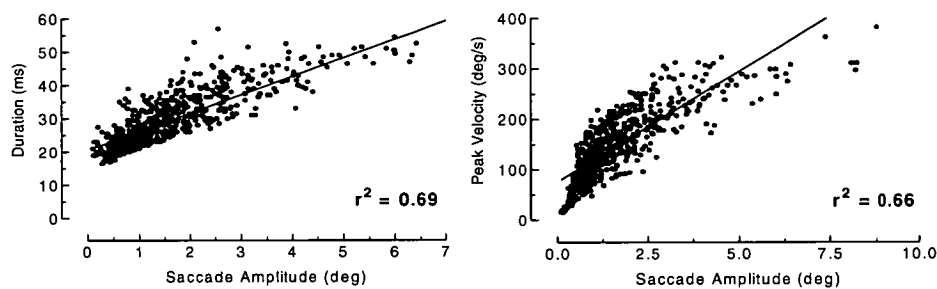 Duration (ms)
60
50
40
30
20
10
0
r² = 0.69
0 1 2 3 4 5 6 7
Saccade Amplitude (deg)
Peak Velocity (deg/s)
400
300
200
100
0
r² = 0.66
0.0 2.5 5.0 7.5 10.0
Saccade Amplitude (deg)